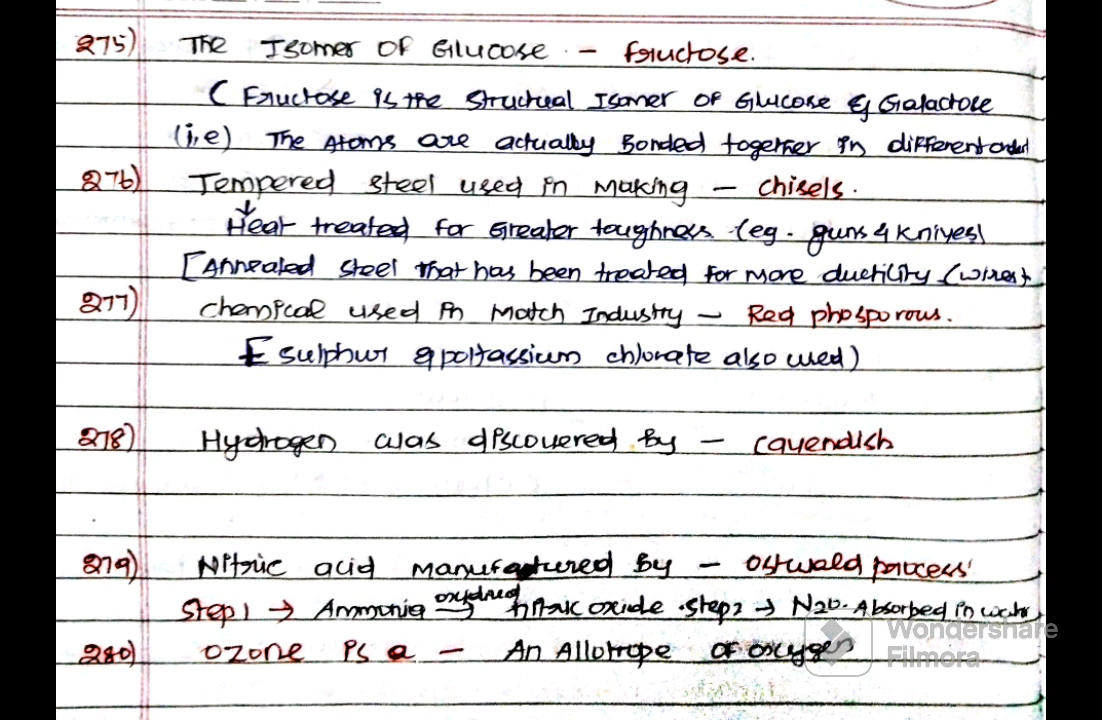 275) The Isomer OF Glucose - fructose.
( Fructose is the structual Isomer OF Glucose & Galactose
(i,e) The Atoms are actually Bonded together in different order
276) Tempered steel used in making - chisels.
↓
Heat treated for Greater toughness. (eg. guns & knives)
[Annealed steel that has been treated for more ductility (wires).
277) chemical used in Match Industry - Red phosporous.
[ sulphur & poltassium chlorate also used)
278) Hydrogen was discovered by - cavendish
279) Nitric acid manufactured by - Ostwald process
oxydised
Step 1 → Ammonia → nitric oxide . step 2 → N20. Absorbed in water
280) Ozone is a - An Allotrope of oxygen
Wondershare
Filmora